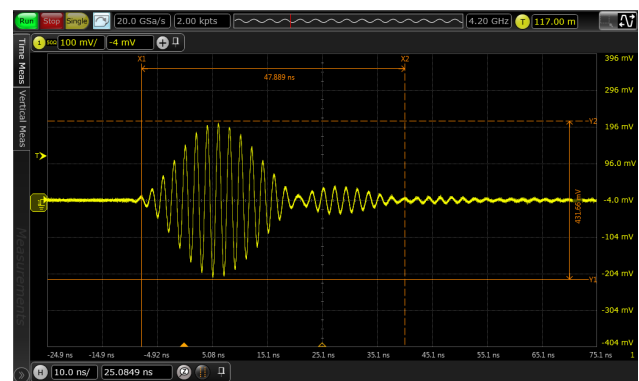 Run Stop Single 20.0 GSa/s 2.00 kpts 4.20 GHz T 117.00 m
1 50Ω 100 mV/ -4 mV
Time Meas
Vertical Meas
Measurements
X1 X2
47.889 ns
396 mV
296 mV
Y2
196 mV
T
96.0 mV
-4.0 mV
431.66 mV
-104 mV
Y1
-204 mV
-304 mV
-404 mV
-24.9 ns -14.9 ns -4.92 ns 5.08 ns 15.1 ns 25.1 ns 35.1 ns 45.1 ns 55.1 ns 65.1 ns 75.1 ns 1
H 10.0 ns/ 25.0849 ns